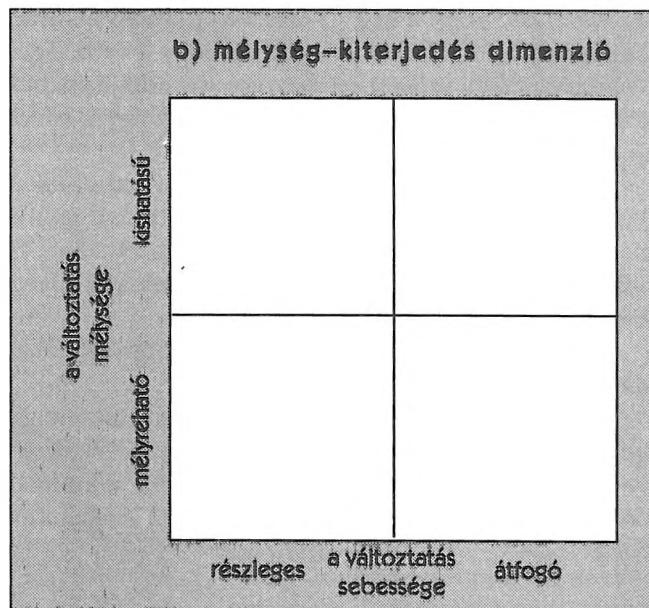 b) mélység–kiterjedés dimenzió
kishatású
a változtatás
mélysége
mélyreható
részleges
a változtatás
sebessége
átfogó